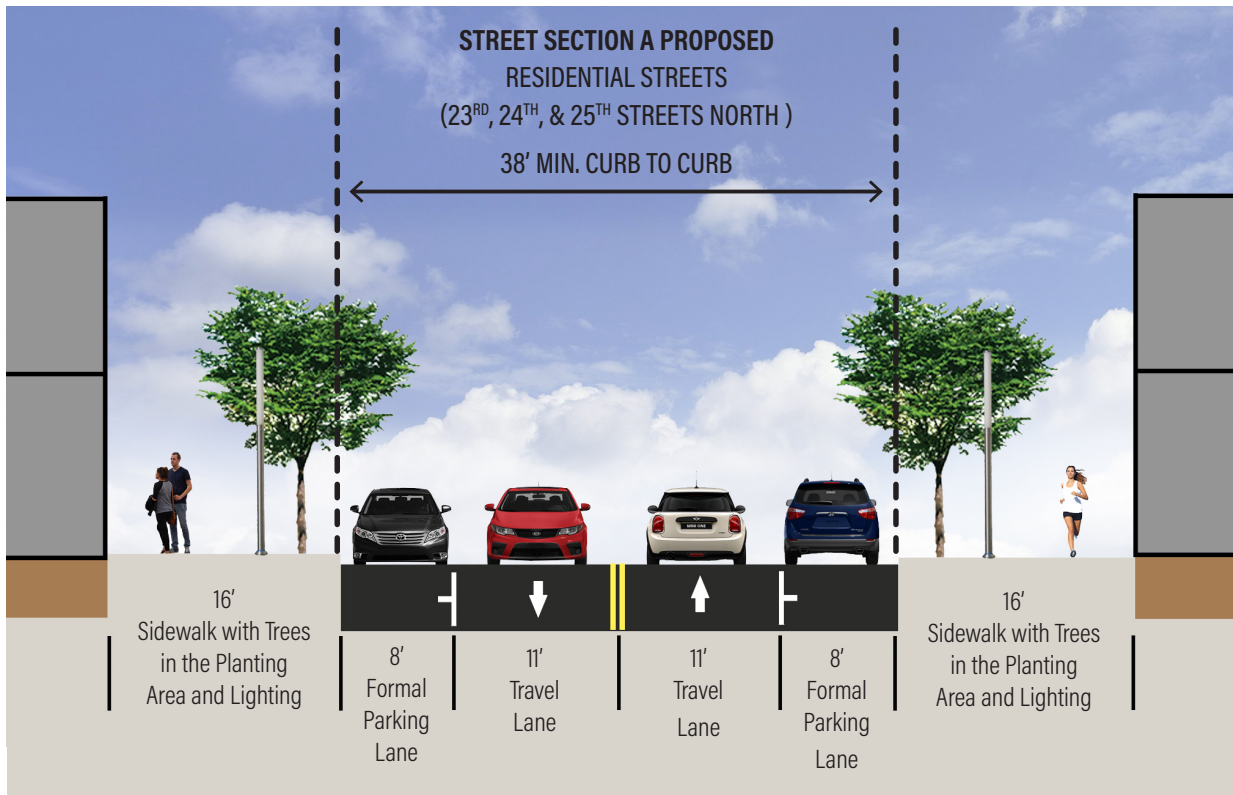 STREET SECTION A PROPOSED
RESIDENTIAL STREETS
(23RD, 24TH, & 25TH STREETS NORTH )
38’ MIN. CURB TO CURB
16’
Sidewalk with Trees
in the Planting
Area and Lighting
8’
Formal
Parking
Lane
11’
Travel
Lane
11’
Travel
Lane
8’
Formal
Parking
Lane
16’
Sidewalk with Trees
in the Planting
Area and Lighting
MINI ONE